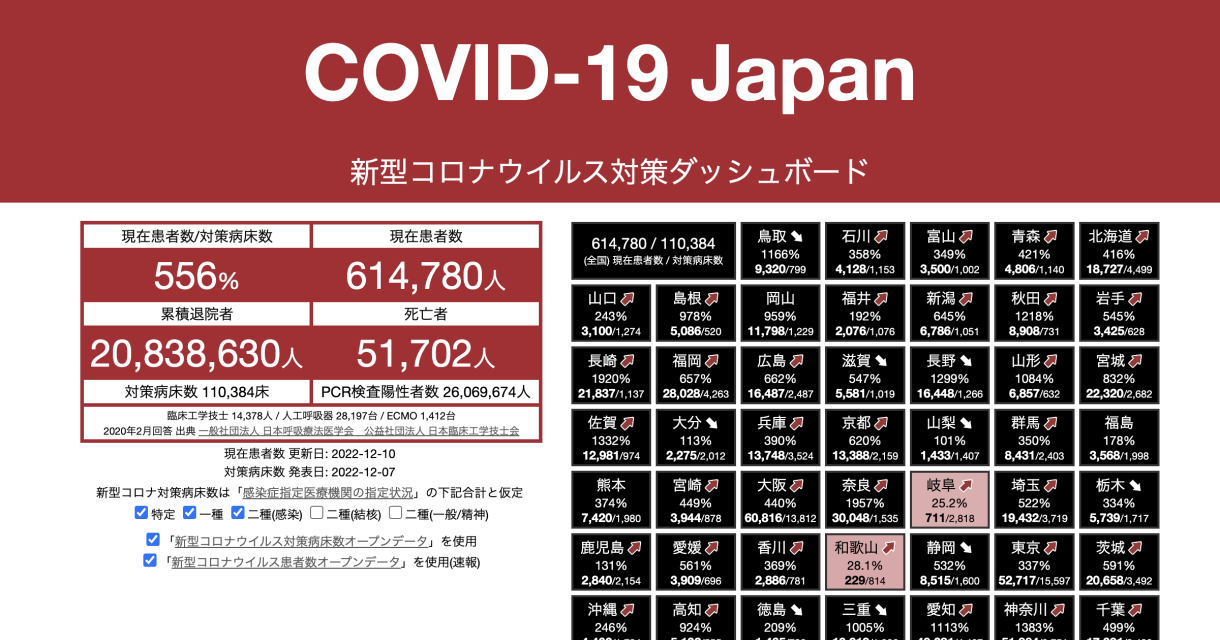 COVID-19 Japan
新型コロナウイルス対策ダッシュボード
現在患者数/対策病床数
現在患者数
556%
614,780人
累積退院者
死亡者
20,838,630人
51,702人
対策病床数 110,384床
PCR検査陽性者数 26,069,674人
臨床工学技士 14,378人 / 人工呼吸器 28,197台 / ECMO 1,412台
2020年2月回答 出典 一般社団法人 日本呼吸療法医学会　公益社団法人 日本臨床工学技士会
現在患者数 更新日: 2022-12-10
対策病床数 発表日: 2022-12-07
新型コロナ対策病床数は「感染症指定医療機関の指定状況」の下記合計と仮定
特定 一種 二種(感染) 二種(結核) 二種(一般/精神)
「新型コロナウイルス対策病床数オープンデータ」を使用
「新型コロナウイルス患者数オープンデータ」を使用(速報)
614,780 / 110,384
(全国) 現在患者数 / 対策病床数
鳥取
1166%
9,320/799
石川
358%
4,128/1,153
富山
349%
3,500/1,002
青森
421%
4,806/1,140
北海道
416%
18,727/4,499
山口
243%
3,100/1,274
島根
978%
5,086/520
岡山
959%
11,798/1,229
福井
192%
2,076/1,076
新潟
645%
6,786/1,051
秋田
1218%
8,908/731
岩手
545%
3,425/628
長崎
1920%
21,837/1,137
福岡
657%
28,028/4,263
広島
662%
16,487/2,487
滋賀
547%
5,581/1,019
長野
1299%
16,448/1,266
山形
1084%
6,857/632
宮城
832%
22,320/2,682
佐賀
1332%
12,981/974
大分
113%
2,275/2,012
兵庫
390%
13,748/3,524
京都
620%
13,388/2,159
山梨
101%
1,433/1,407
群馬
350%
8,431/2,403
福島
178%
3,568/1,998
熊本
374%
7,420/1,980
宮崎
449%
3,944/878
大阪
440%
60,816/13,812
奈良
1957%
30,048/1,535
岐阜
25.2%
711/2,818
埼玉
522%
19,432/3,719
栃木
334%
5,739/1,717
鹿児島
131%
2,840/2,154
愛媛
561%
3,909/696
香川
369%
2,886/781
和歌山
28.1%
229/814
静岡
532%
8,515/1,600
東京
337%
52,717/15,597
茨城
591%
20,658/3,492
沖縄
246%
高知
924%
徳島
209%
三重
1005%
愛知
1113%
神奈川
1383%
千葉
499%